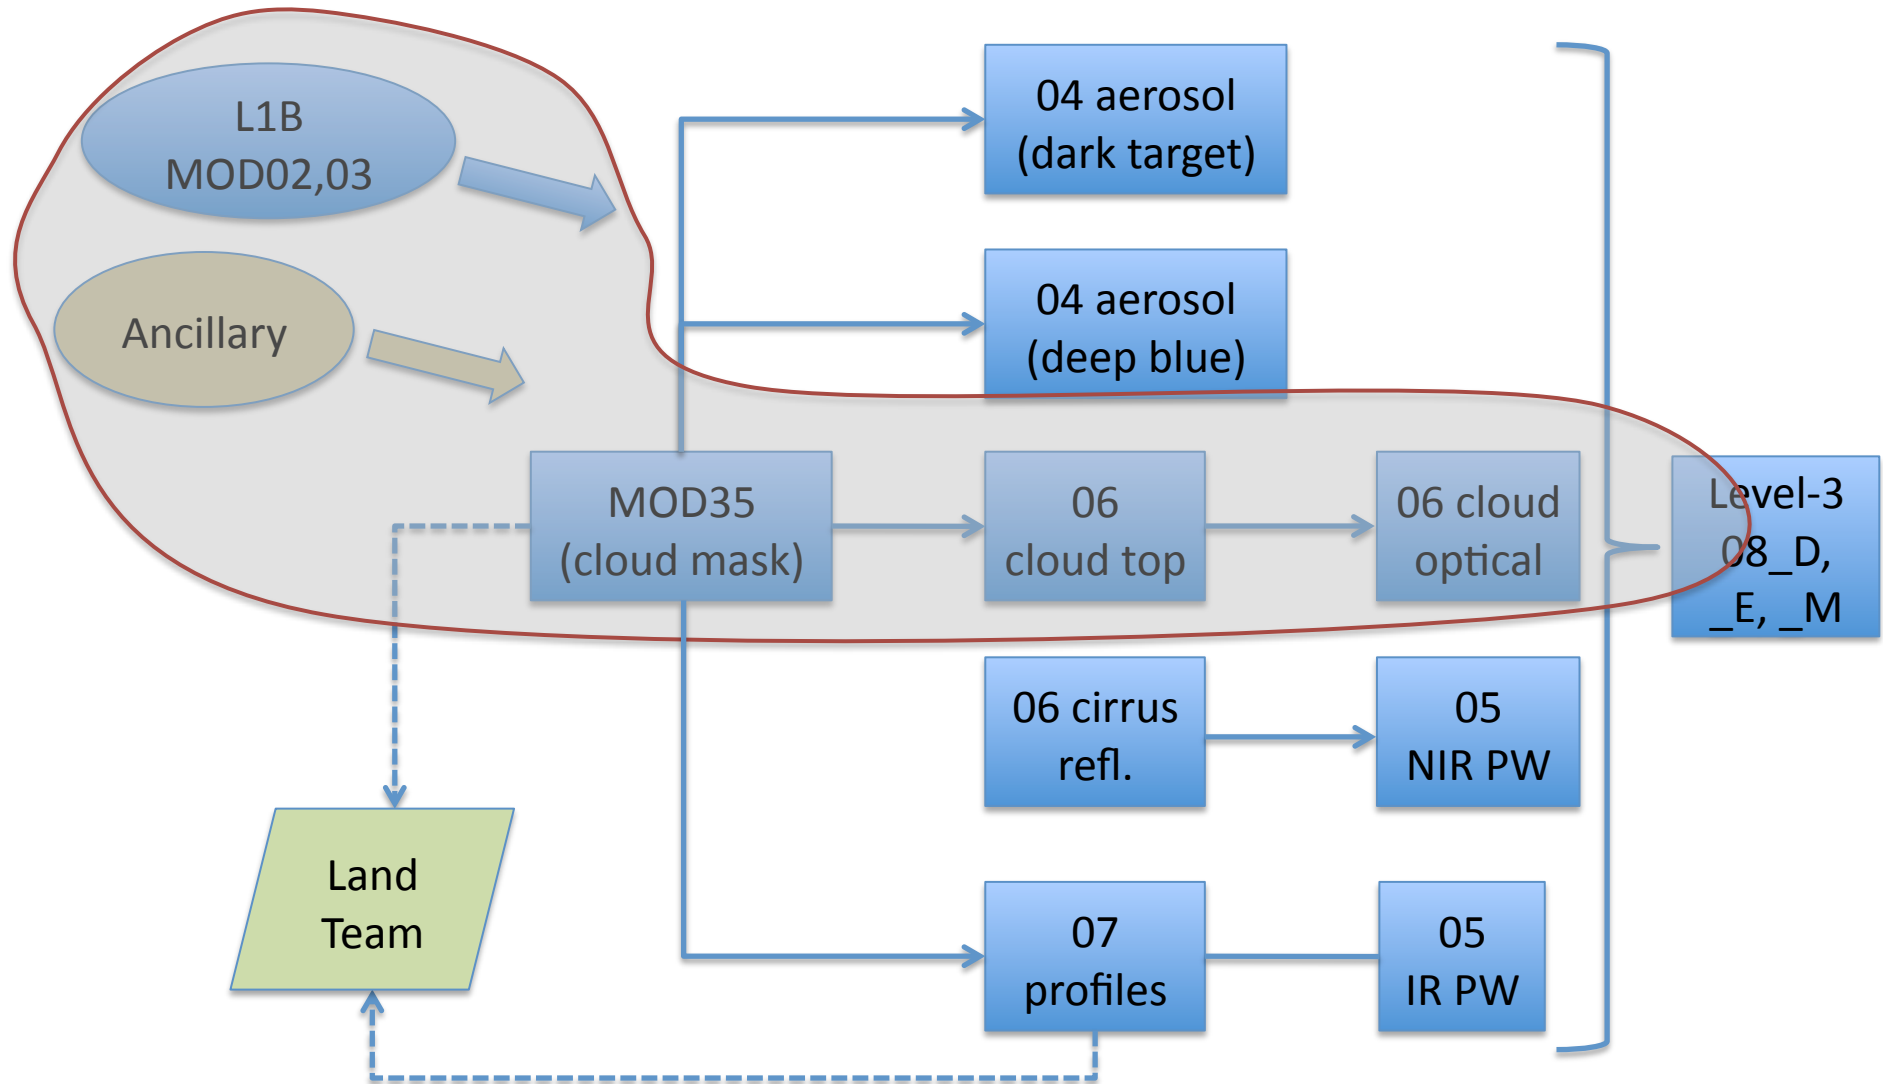 L1B
MOD02,03
Ancillary
04 aerosol
(dark target)
04 aerosol
(deep blue)
MOD35
(cloud mask)
06
cloud top
06 cloud
optical
Level-3
08_D,
_E, _M
06 cirrus
refl.
05
NIR PW
Land
Team
07
profiles
05
IR PW